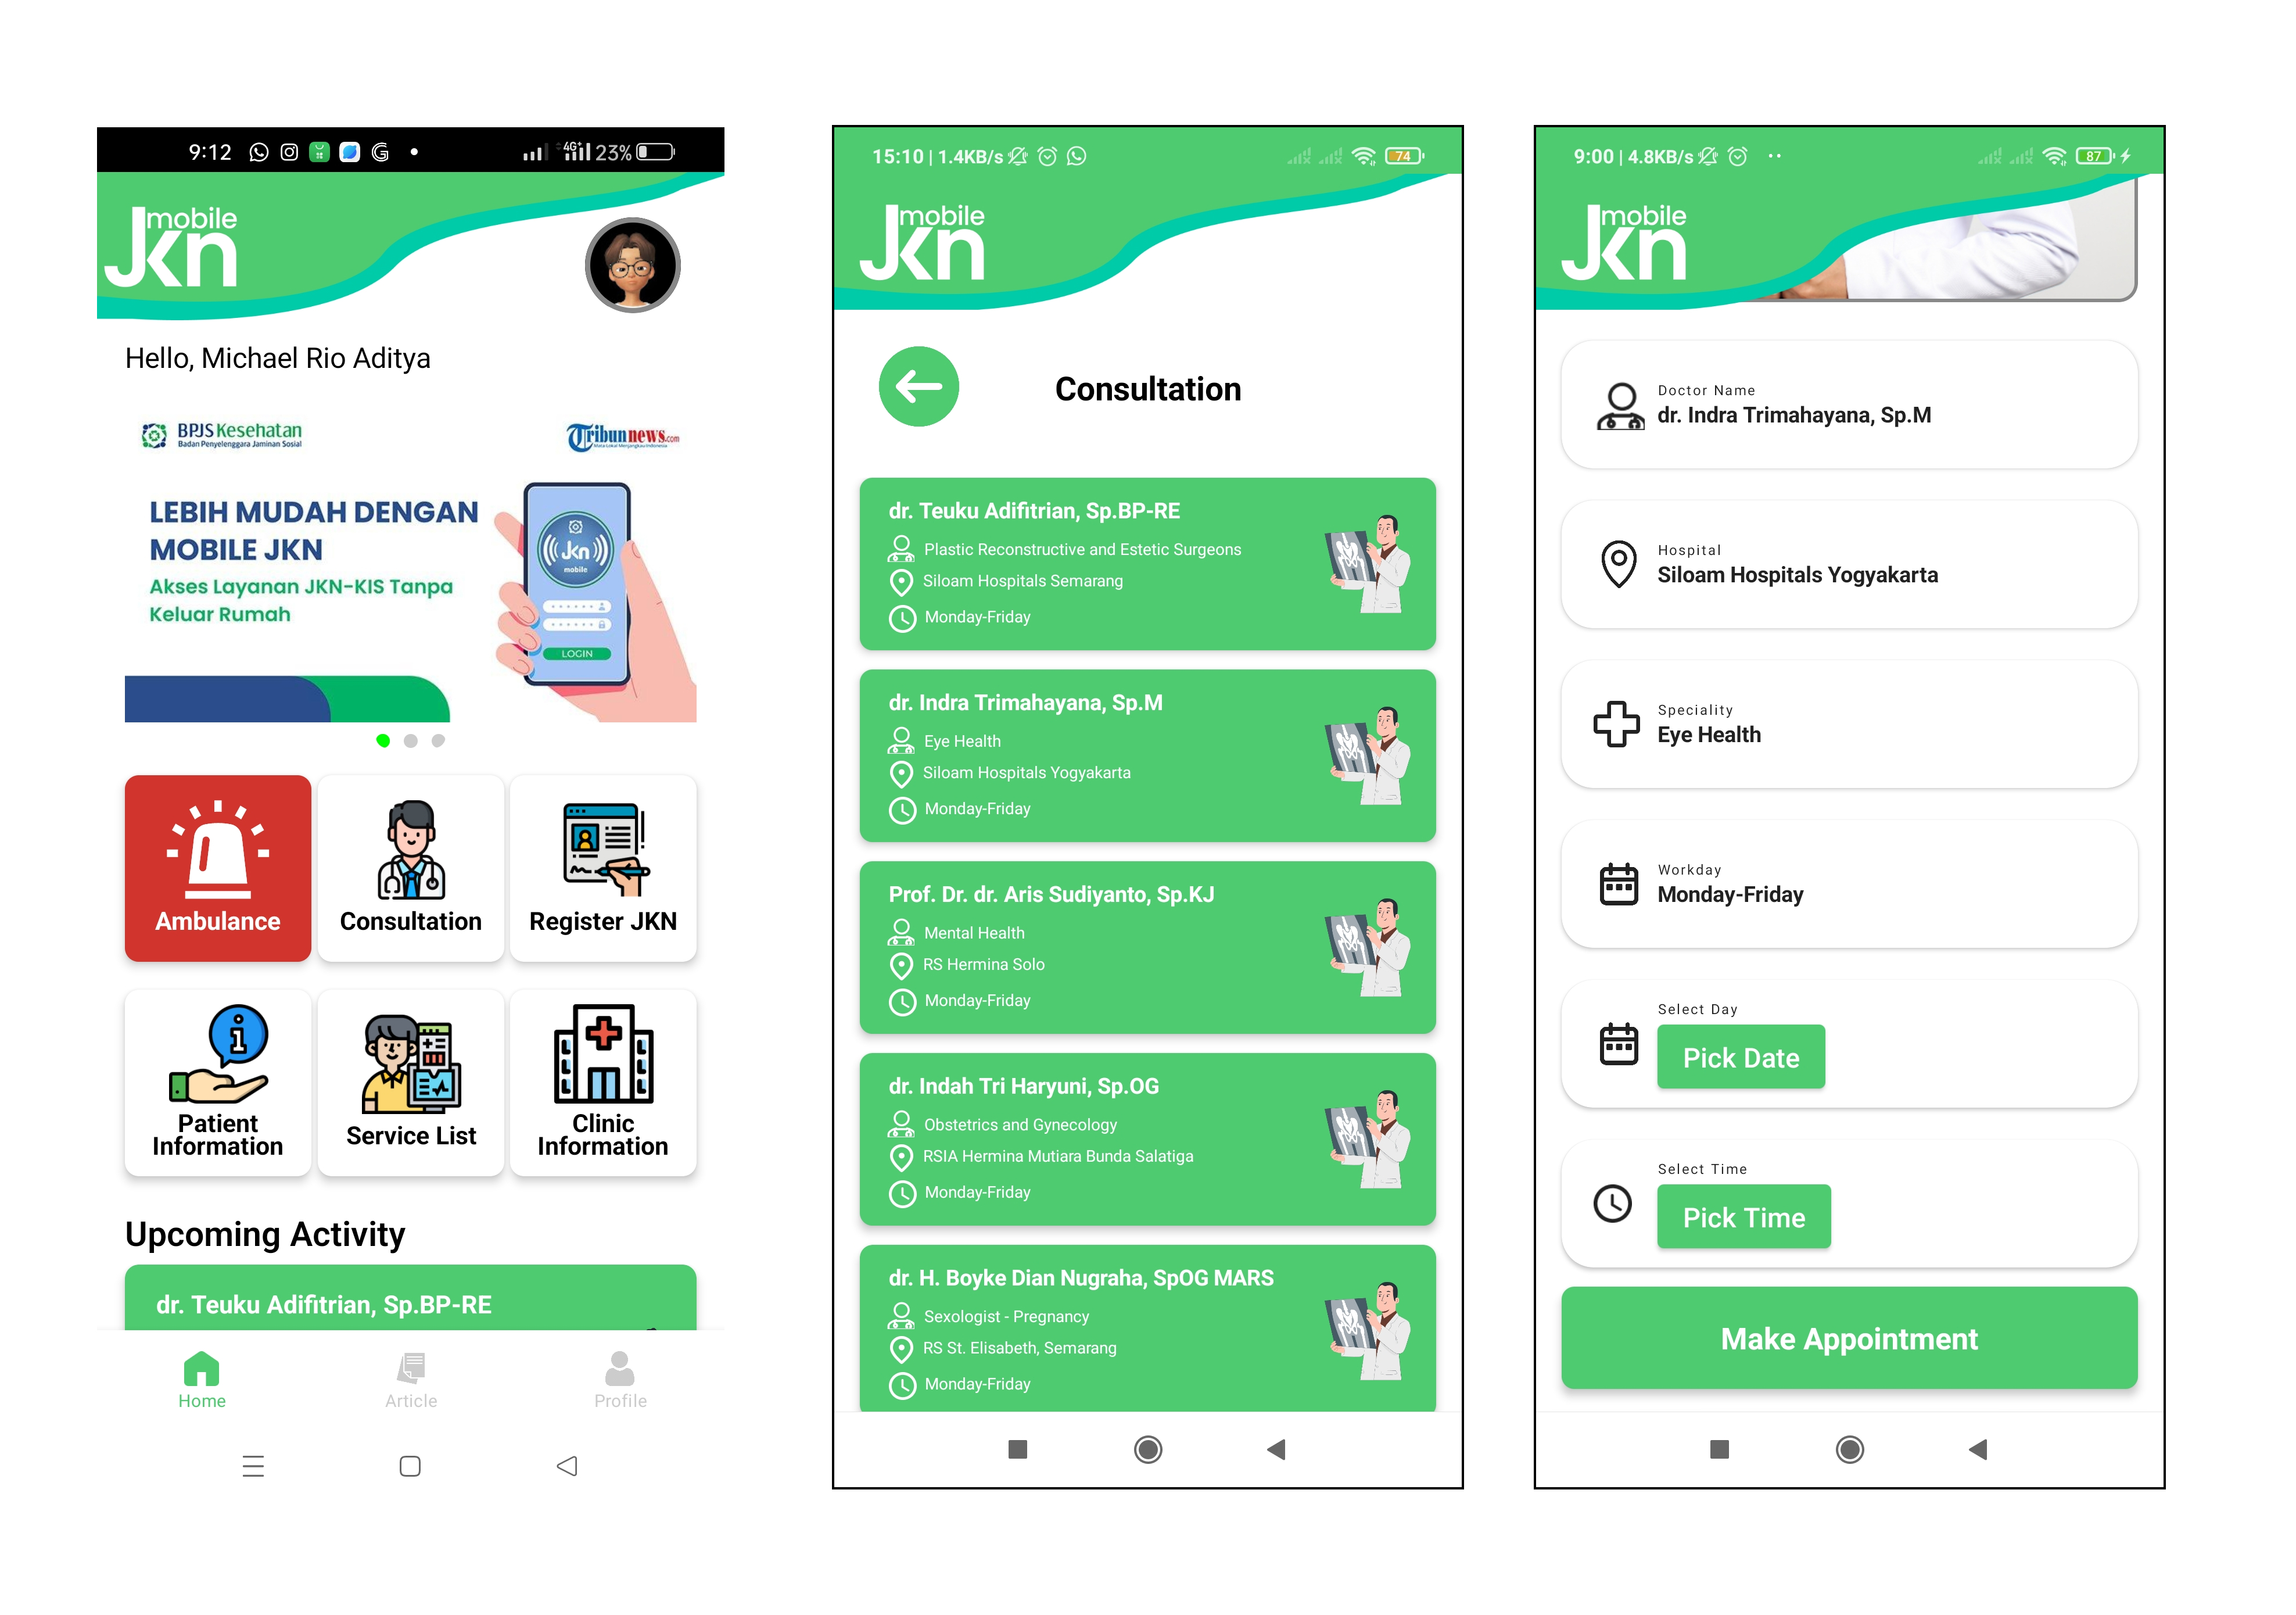 9:12
4G+
23%
mobile
Jkn
Hello, Michael Rio Aditya
BPJS Kesehatan
Badan Penyelenggara Jaminan Sosial
Tribunnews.com
LEBIH MUDAH DENGAN
MOBILE JKN
Akses Layanan JKN-KIS Tanpa
Keluar Rumah
Jkn
mobile
LOGIN
Ambulance
Consultation
Register JKN
Patient
Information
Service List
Clinic
Information
Upcoming Activity
dr. Teuku Adifitrian, Sp.BP-RE
Home
Article
Profile
15:10 | 1.4KB/s
74
mobile
Jkn
Consultation
dr. Teuku Adifitrian, Sp.BP-RE
Plastic Reconstructive and Estetic Surgeons
Siloam Hospitals Semarang
Monday-Friday
dr. Indra Trimahayana, Sp.M
Eye Health
Siloam Hospitals Yogyakarta
Monday-Friday
Prof. Dr. dr. Aris Sudiyanto, Sp.KJ
Mental Health
RS Hermina Solo
Monday-Friday
dr. Indah Tri Haryuni, Sp.OG
Obstetrics and Gynecology
RSIA Hermina Mutiara Bunda Salatiga
Monday-Friday
dr. H. Boyke Dian Nugraha, SpOG MARS
Sexologist - Pregnancy
RS St. Elisabeth, Semarang
Monday-Friday
9:00 | 4.8KB/s
87
mobile
Jkn
Doctor Name
dr. Indra Trimahayana, Sp.M
Hospital
Siloam Hospitals Yogyakarta
Speciality
Eye Health
Workday
Monday-Friday
Select Day
Pick Date
Select Time
Pick Time
Make Appointment